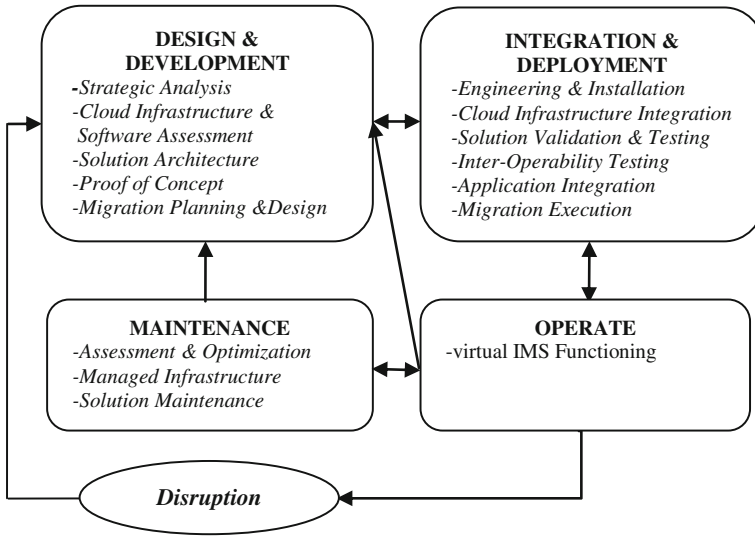 DESIGN &
DEVELOPMENT
-Strategic Analysis
-Cloud Infrastructure &
Software Assessment
-Solution Architecture
-Proof of Concept
-Migration Planning &Design
INTEGRATION &
DEPLOYMENT
-Engineering & Installation
-Cloud Infrastructure Integration
-Solution Validation & Testing
-Inter-Operability Testing
-Application Integration
-Migration Execution
MAINTENANCE
-Assessment & Optimization
-Managed Infrastructure
-Solution Maintenance
OPERATE
-virtual IMS Functioning
Disruption